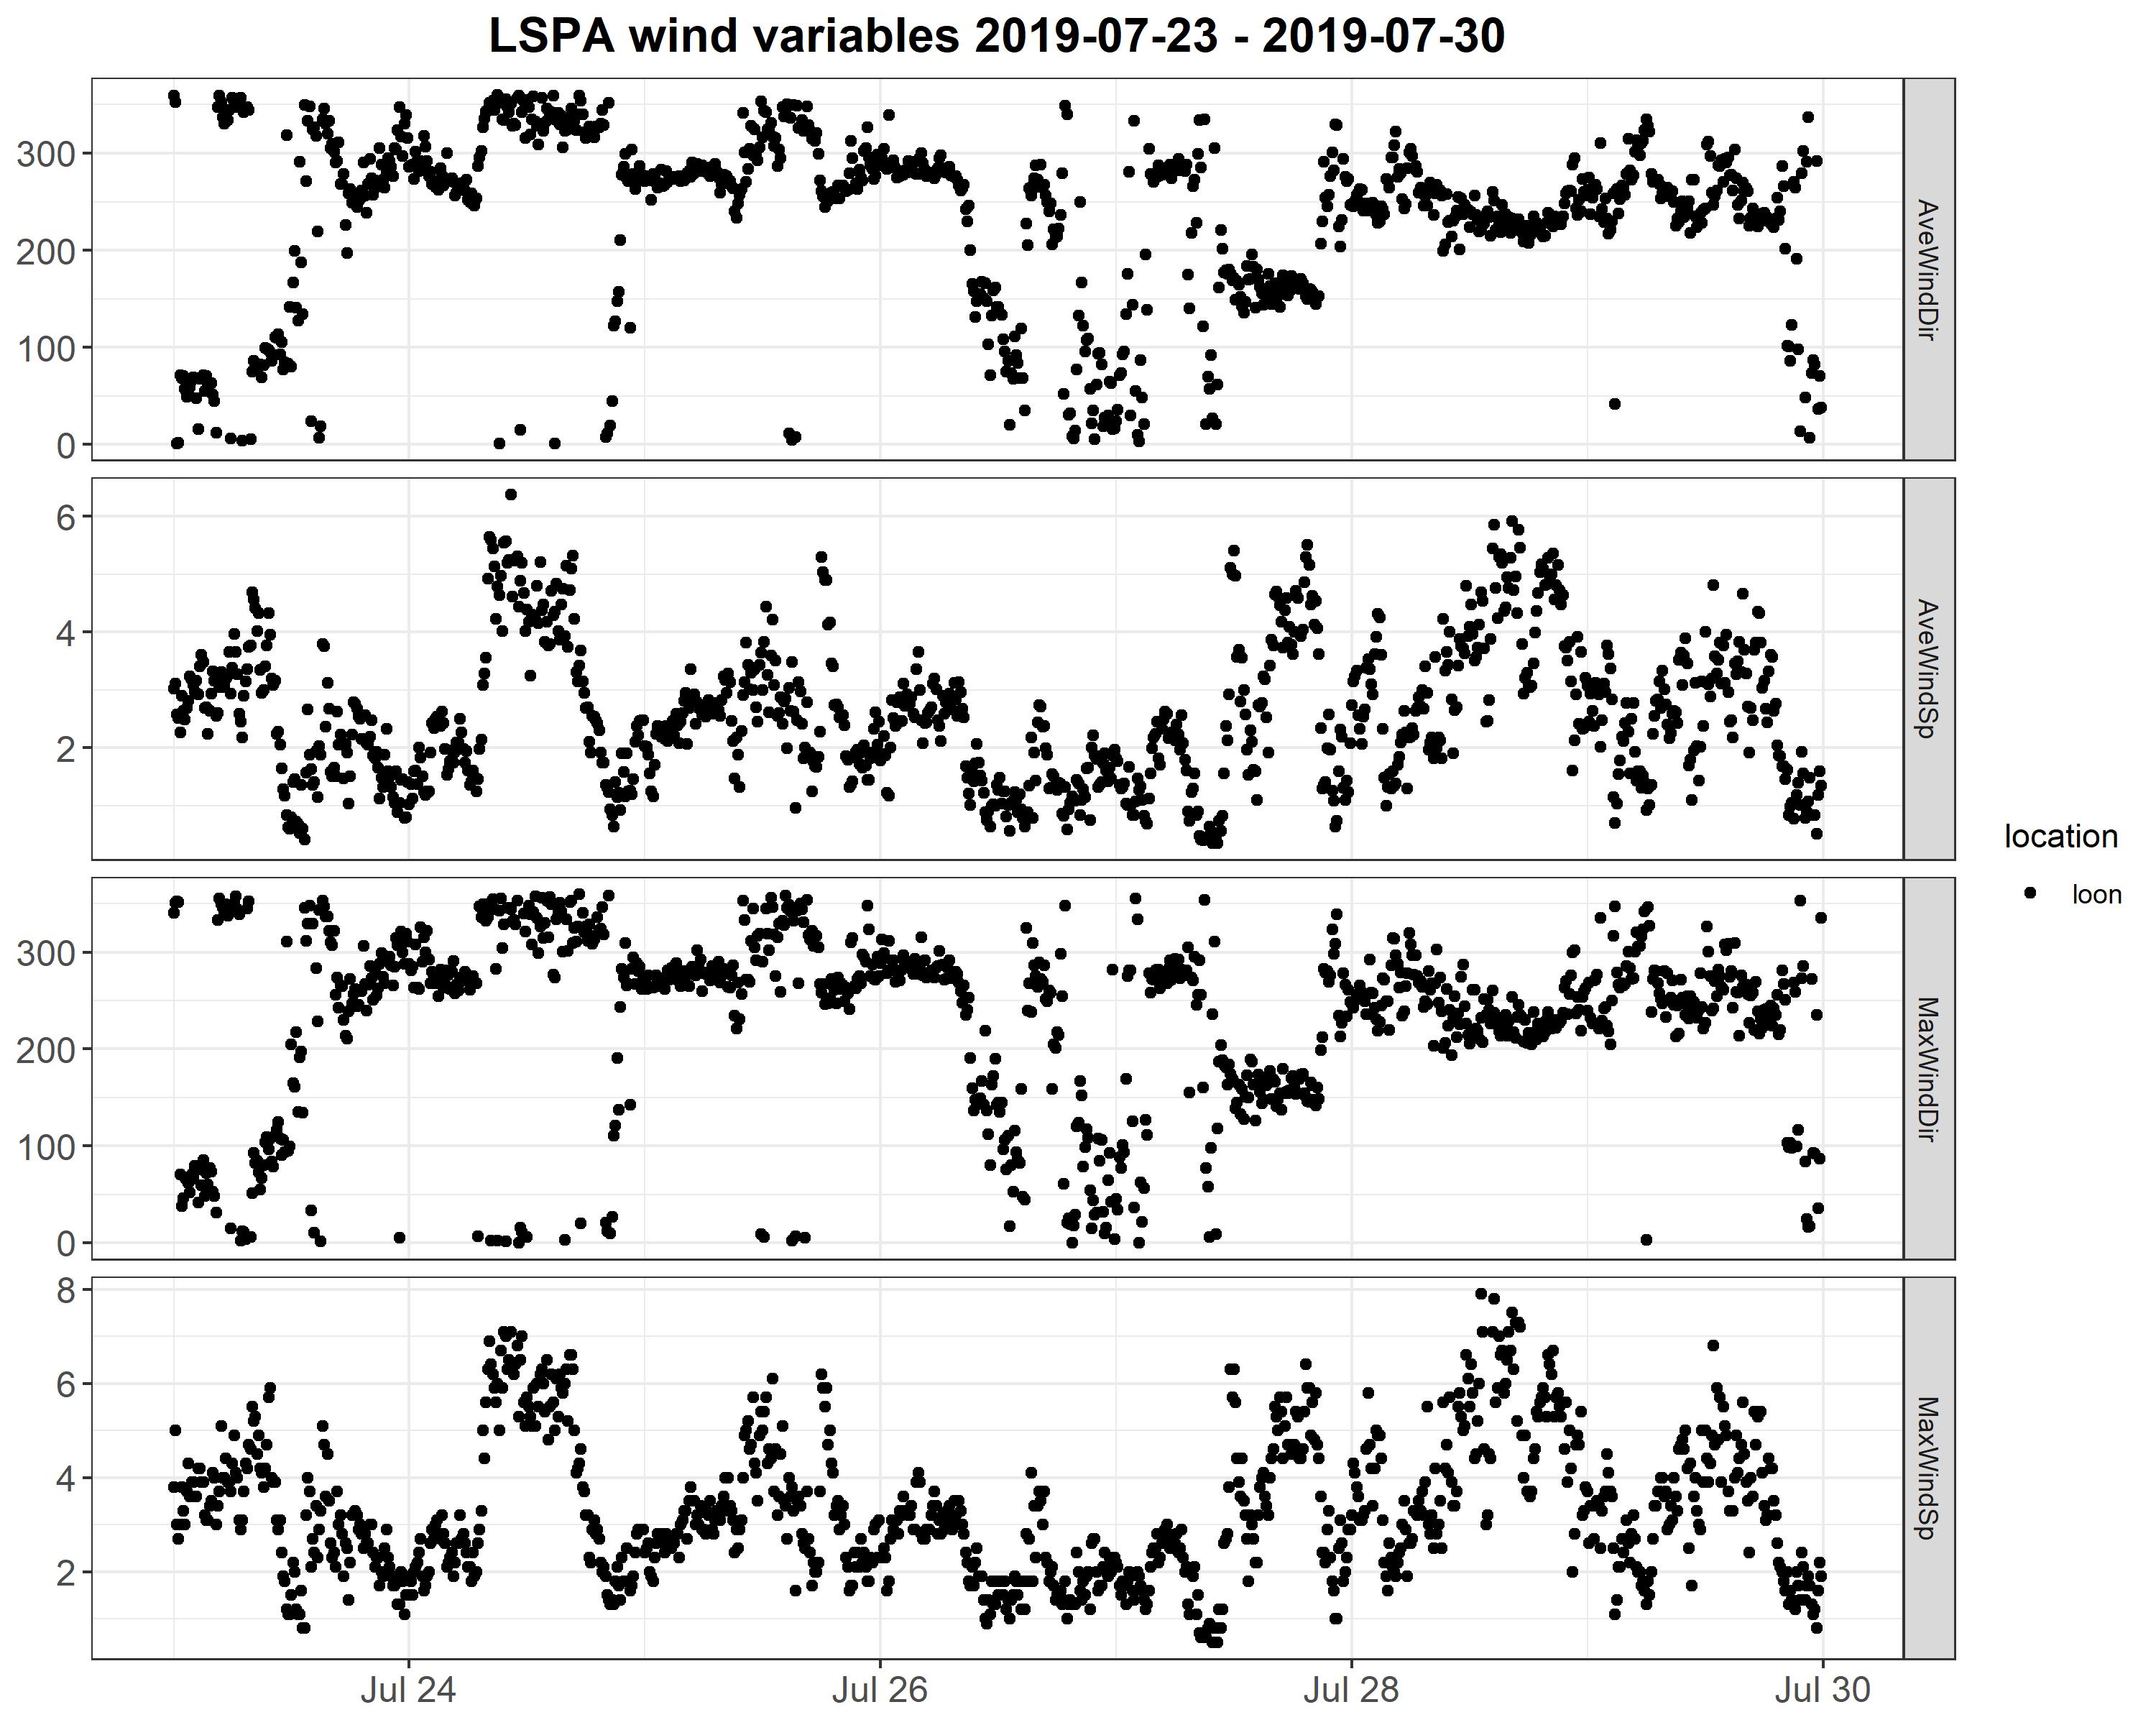 LSPA wind variables 2019-07-23 - 2019-07-30
300
200
100
0
AveWindDir
6
4
2
AveWindSp
300
200
100
0
MaxWindDir
8
6
4
2
MaxWindSp
Jul 24
Jul 26
Jul 28
Jul 30
location
loon